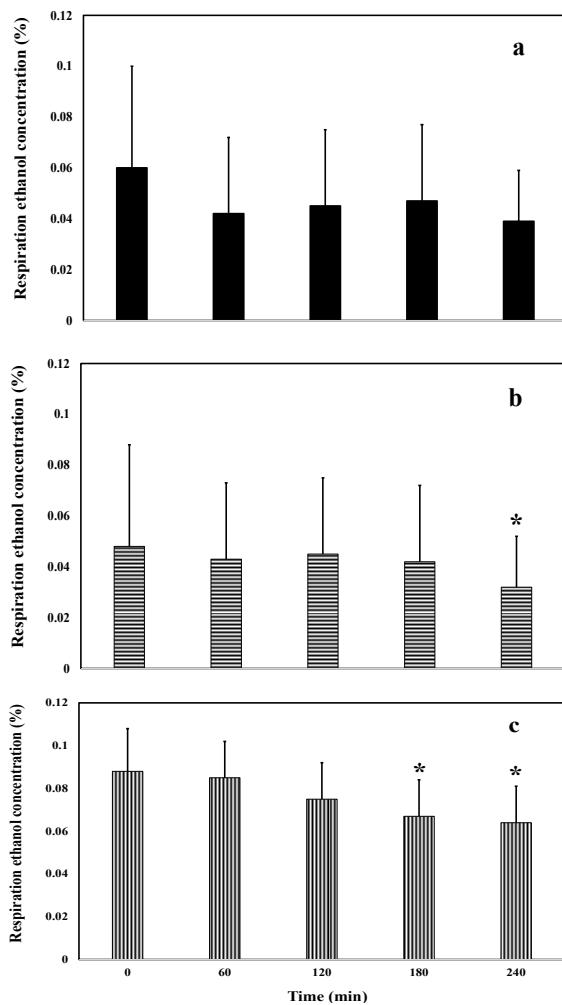 0.12
a
0.1
0.08
0.06
0.04
0.02
0
Respiration ethanol concentration (%)
0.12
b
0.1
0.08
0.06
*
0.04
0.02
0
Respiration ethanol concentration (%)
0.12
c
0.1
0.08
* *
0.06
0.04
0.02
0
Respiration ethanol concentration (%)
0 60 120 180 240
Time (min)